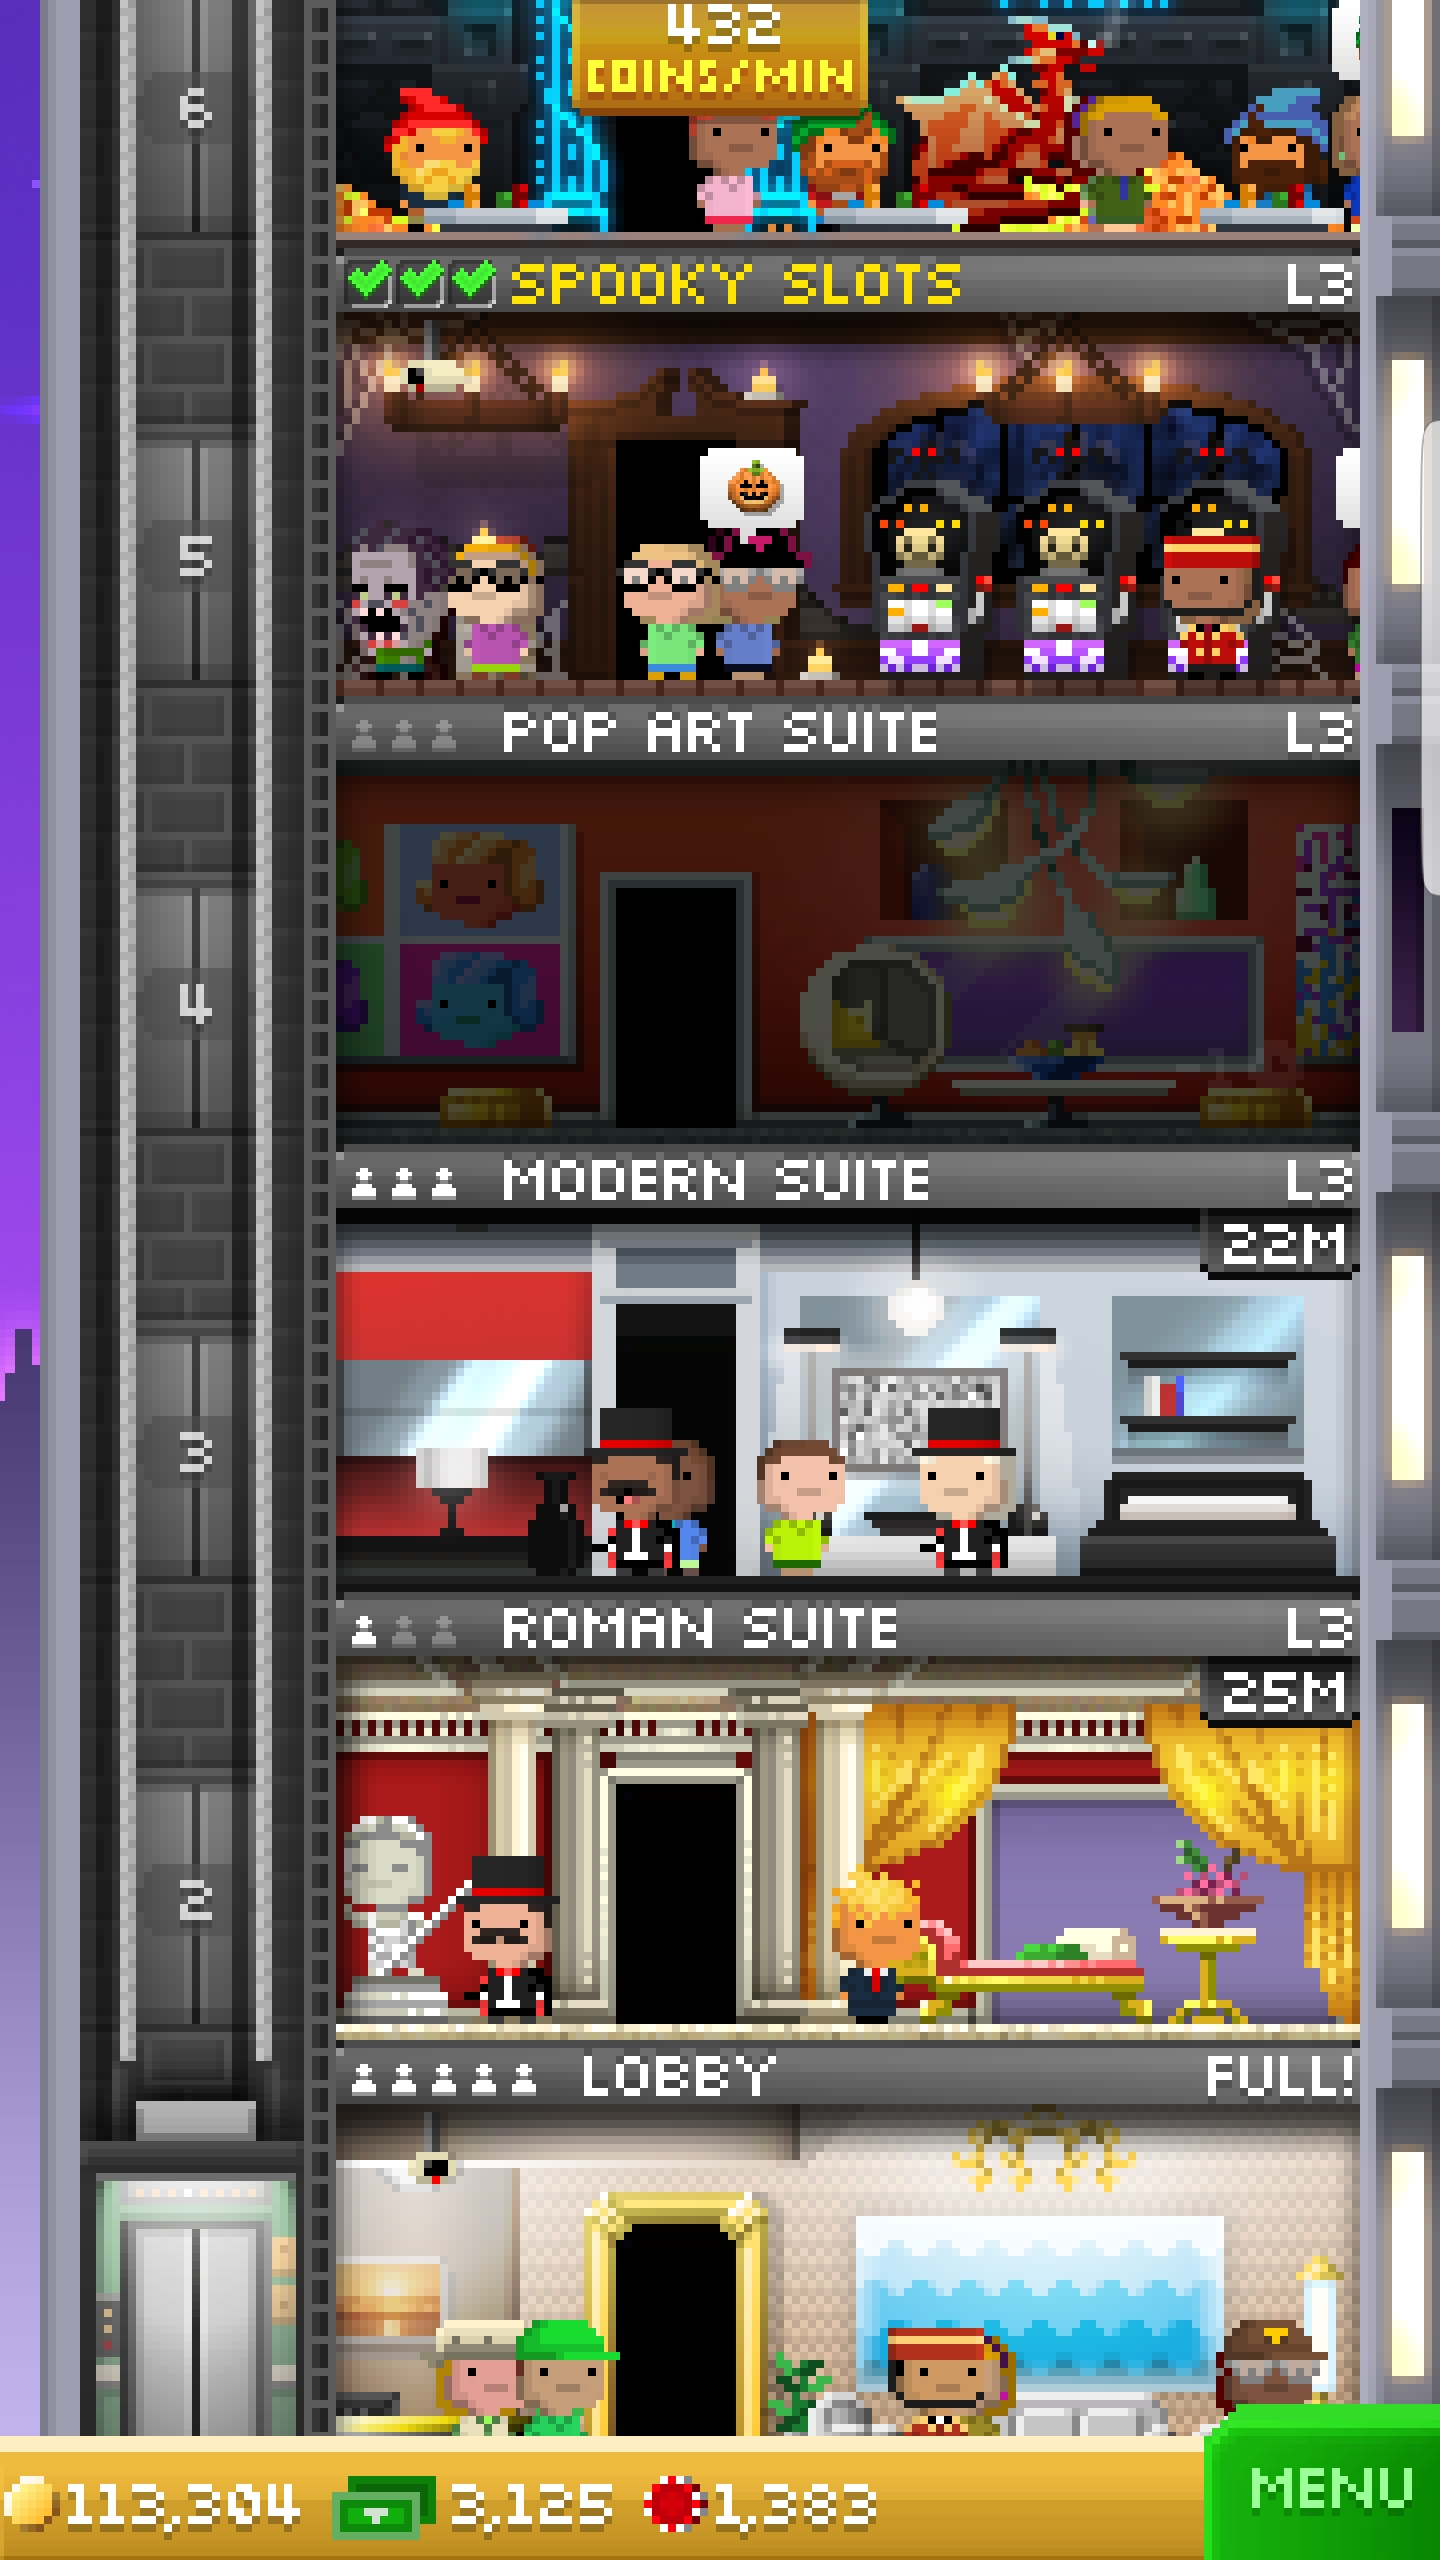 432
COINS/MIN
6
SPOOKY SLOTS L3
5
POP ART SUITE L3
4
MODERN SUITE L3
22M
3
ROMAN SUITE L3
25M
2
LOBBY FULL!
113,304 3,125 1,383 MENU